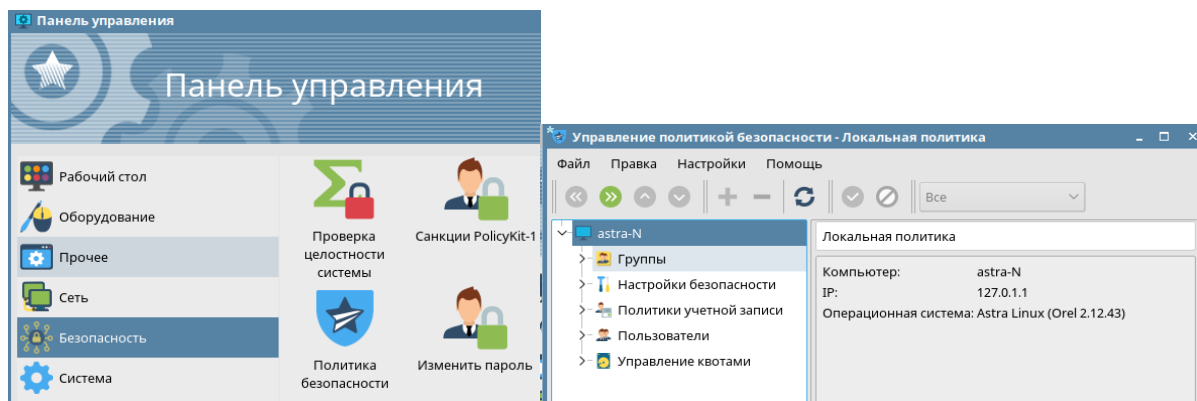 Панель управления
Панель управления
Рабочий стол
Оборудование
Прочее
Сеть
Безопасность
Система
Проверка
целостности
системы
Санкции PolicyKit-1
Политика
безопасности
Изменить пароль
Управление политикой безопасности - Локальная политика
Файл Правка Настройки Помощь
Все
astra-N
Группы
Настройки безопасности
Политики учетной записи
Пользователи
Управление квотами
Локальная политика
Компьютер: astra-N
IP: 127.0.1.1
Операционная система: Astra Linux (Orel 2.12.43)